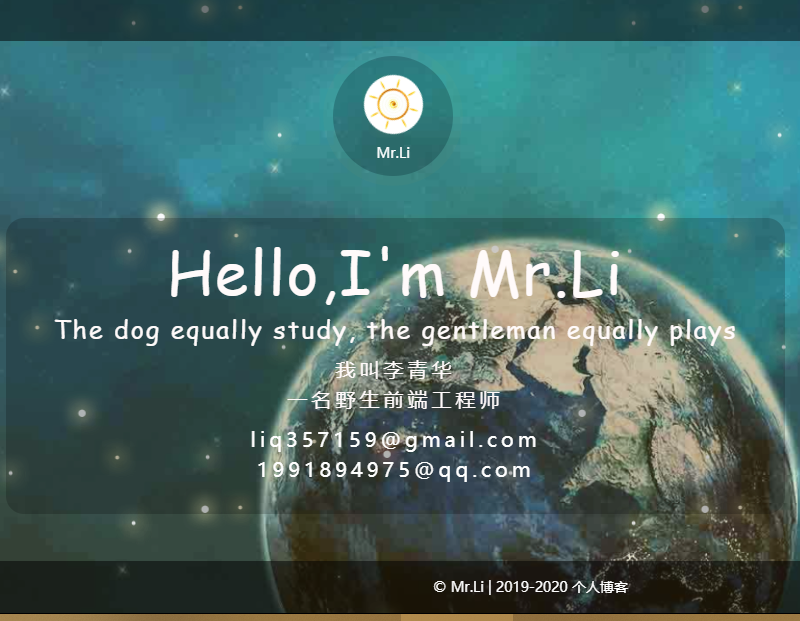 Mr.Li
Hello,I'm Mr.Li
The dog equally study, the gentleman equally plays
我叫李青华
一名野生前端工程师
liq357159@gmail.com
1991894975@qq.com
© Mr.Li | 2019-2020 个人博客